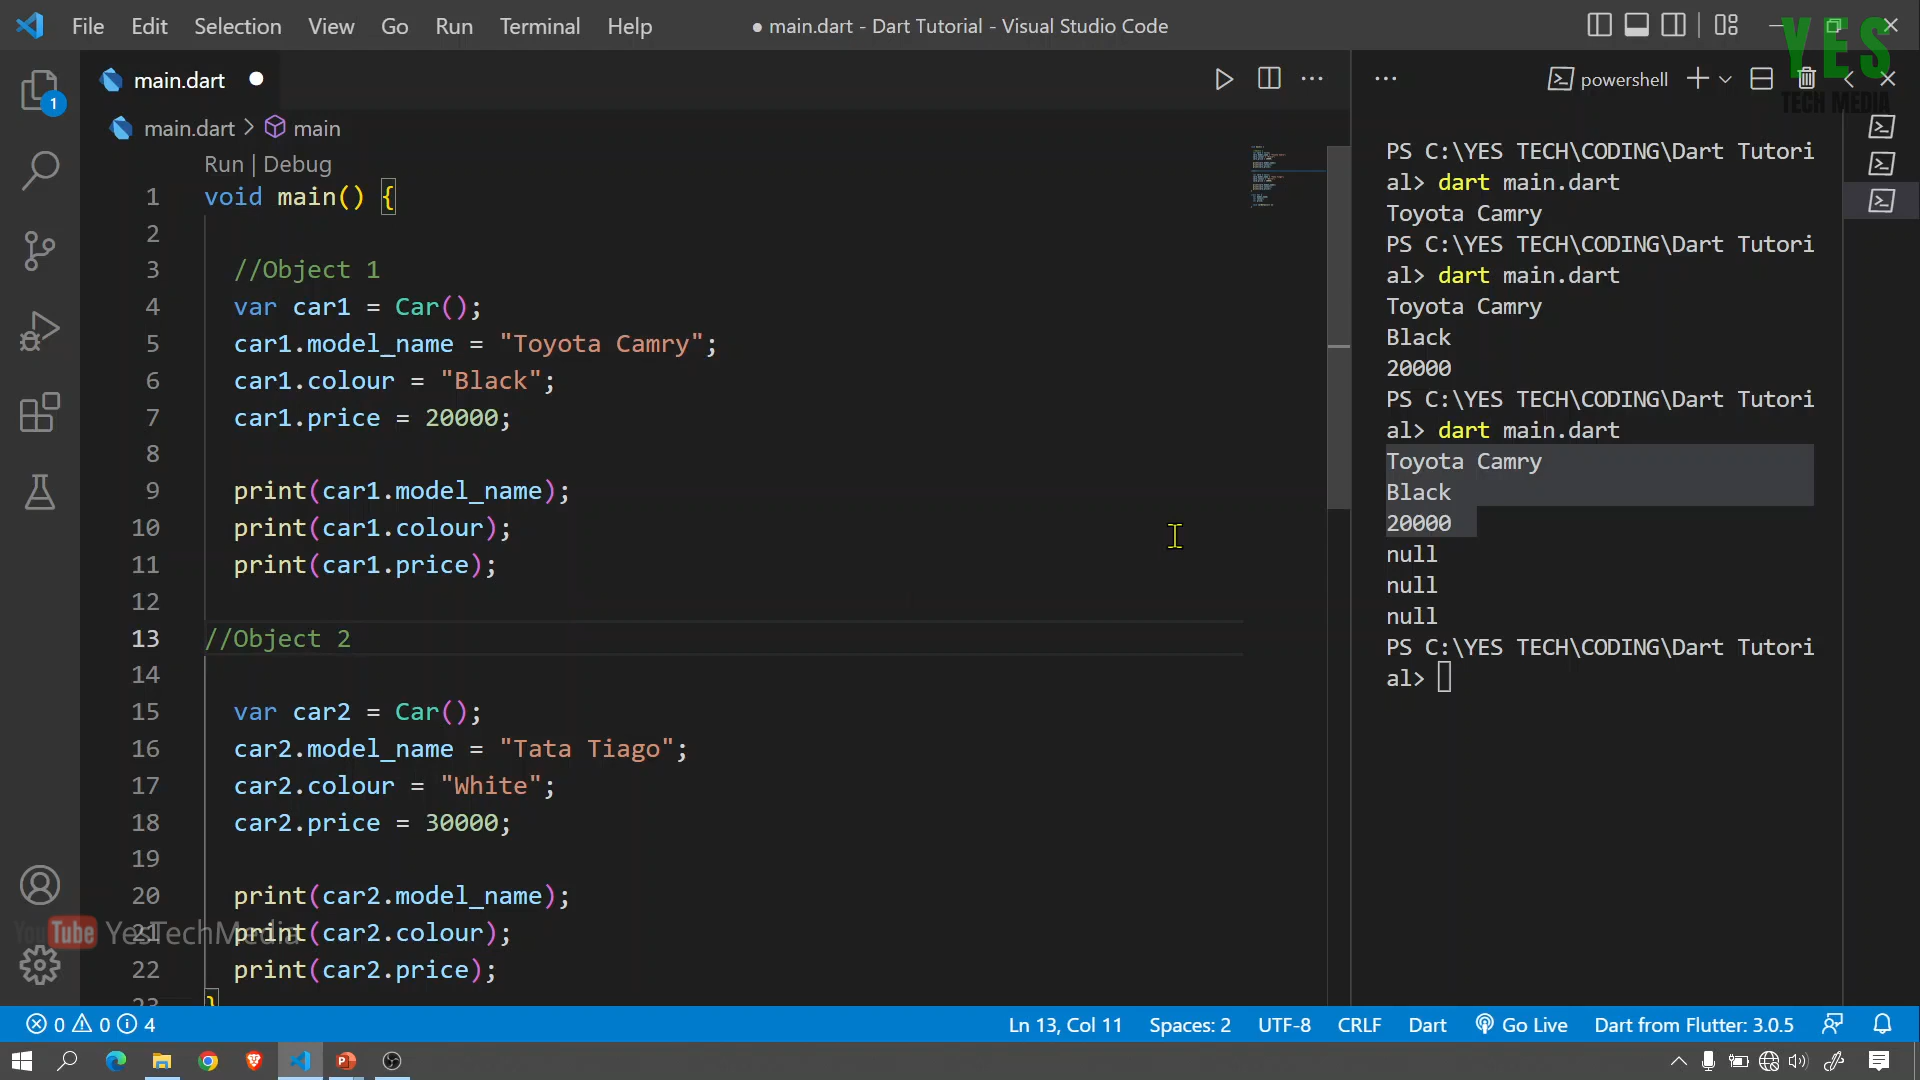 File Edit Selection View Go Run Terminal Help
● main.dart - Dart Tutorial - Visual Studio Code
YES
TECH MEDIA
1
main.dart
main.dart > main
Run | Debug
1 void main() {
2
3 //Object 1
4 var car1 = Car();
5 car1.model_name = "Toyota Camry";
6 car1.colour = "Black";
7 car1.price = 20000;
8
9 print(car1.model_name);
10 print(car1.colour);
11 print(car1.price);
12
13 //Object 2
14
15 var car2 = Car();
16 car2.model_name = "Tata Tiago";
17 car2.colour = "White";
18 car2.price = 30000;
19
20 print(car2.model_name);
21 print(car2.colour);
22 print(car2.price);
23 }
YouTube YesTechMedia
powershell
PS C:\YES TECH\CODING\Dart Tutori
al> dart main.dart
Toyota Camry
PS C:\YES TECH\CODING\Dart Tutori
al> dart main.dart
Toyota Camry
Black
20000
PS C:\YES TECH\CODING\Dart Tutori
al> dart main.dart
Toyota Camry
Black
20000
null
null
null
PS C:\YES TECH\CODING\Dart Tutori
al>
0 0 4
Ln 13, Col 11 Spaces: 2 UTF-8 CRLF Dart Go Live Dart from Flutter: 3.0.5